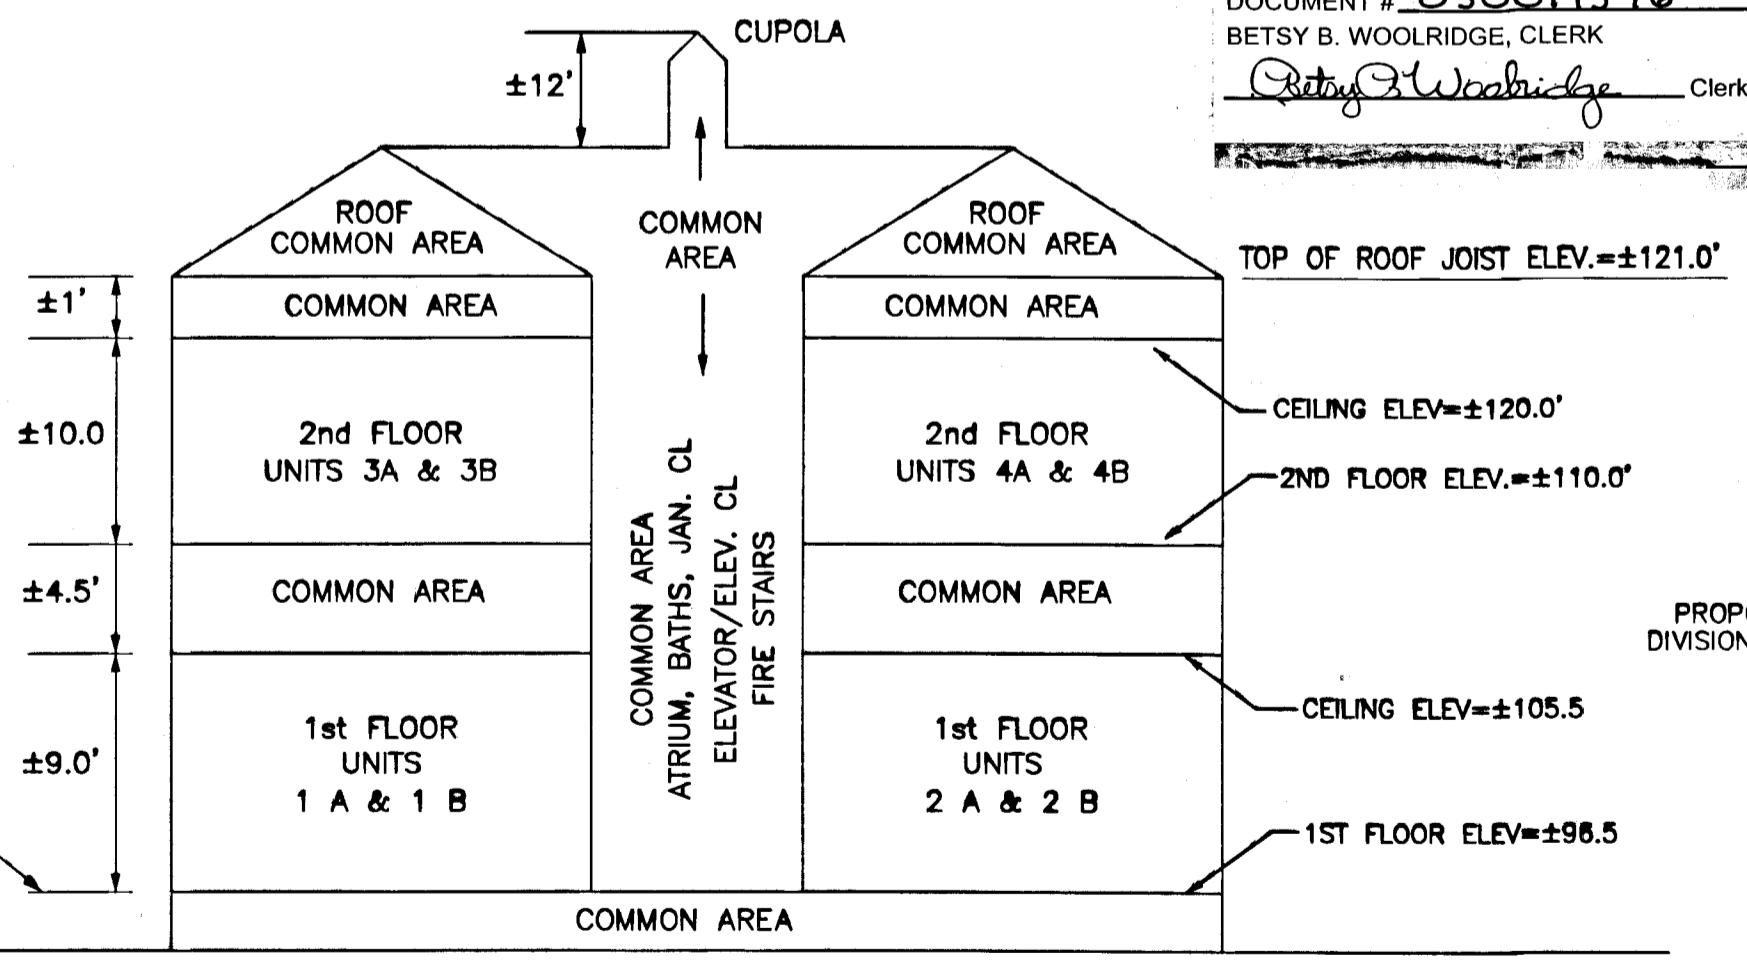 DOCUMENT #
BETSY B. WOOLRIDGE, CLERK
Betsy B Woolridge Clerk
CUPOLA
±12'
ROOF
COMMON AREA
COMMON
AREA
ROOF
COMMON AREA
TOP OF ROOF JOIST ELEV.=±121.0'
±1'
COMMON AREA
COMMON AREA
CEILING ELEV=±120.0'
±10.0
2nd FLOOR
UNITS 3A & 3B
2nd FLOOR
UNITS 4A & 4B
2ND FLOOR ELEV.=±110.0'
COMMON AREA
ATRIUM, BATHS, JAN. CL
ELEVATOR/ELEV. CL
FIRE STAIRS
±4.5'
COMMON AREA
COMMON AREA
DIVISION
CEILING ELEV=±105.5
±9.0'
1st FLOOR
UNITS
1 A & 1 B
1st FLOOR
UNITS
2 A & 2 B
1ST FLOOR ELEV=±96.5
COMMON AREA